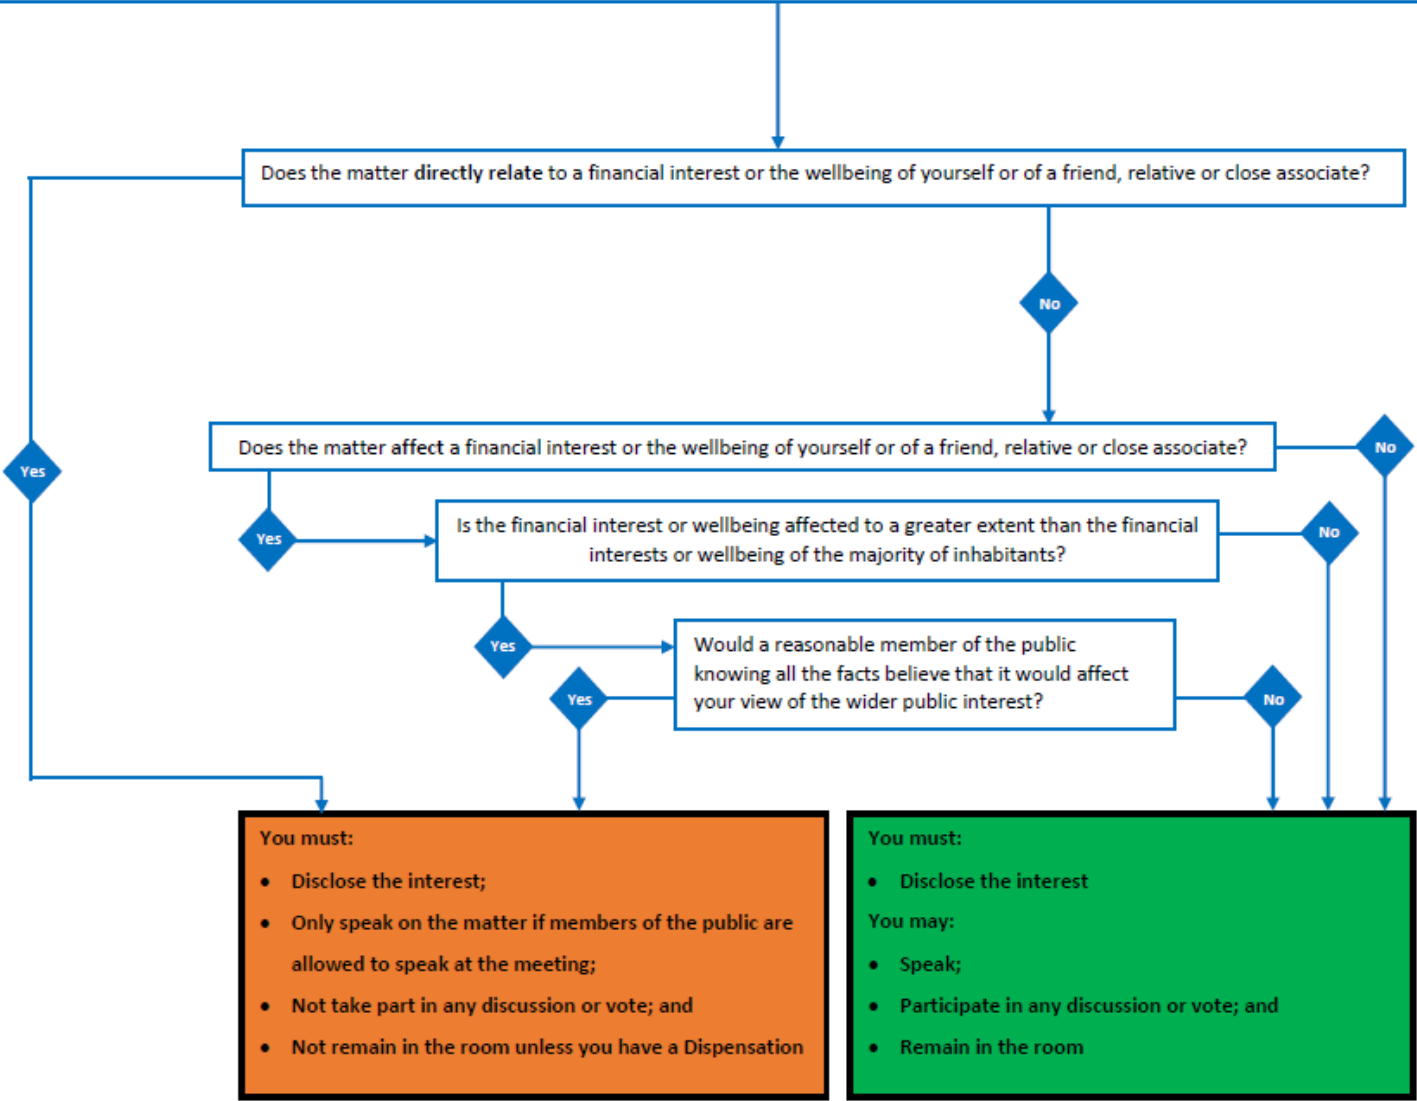 Does the matter directly relate to a financial interest or the wellbeing of yourself or of a friend, relative or close associate?
No
Yes
Does the matter affect a financial interest or the wellbeing of yourself or of a friend, relative or close associate?
No
Yes
Is the financial interest or wellbeing affected to a greater extent than the financial
interests or wellbeing of the majority of inhabitants?
No
Yes
Would a reasonable member of the public
knowing all the facts believe that it would affect
your view of the wider public interest?
Yes
No
You must:
• Disclose the interest;
• Only speak on the matter if members of the public are
allowed to speak at the meeting;
• Not take part in any discussion or vote; and
• Not remain in the room unless you have a Dispensation
You must:
• Disclose the interest
You may:
• Speak;
• Participate in any discussion or vote; and
• Remain in the room